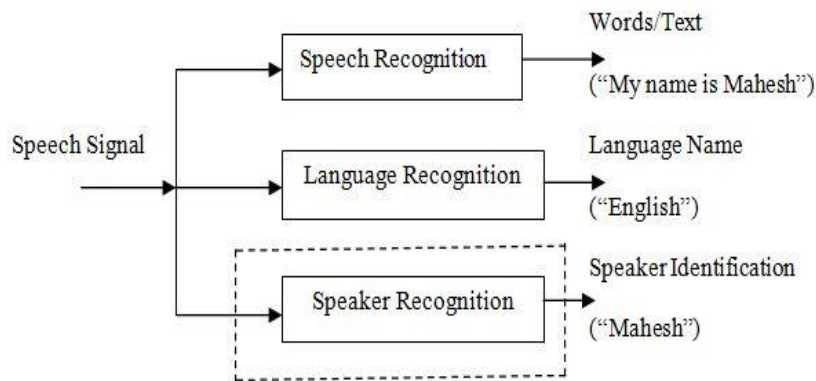 Words/Text
Speech Recognition
(“My name is Mahesh”)
Speech Signal
Language Name
Language Recognition
(“English”)
Speaker Identification
Speaker Recognition
(“Mahesh”)